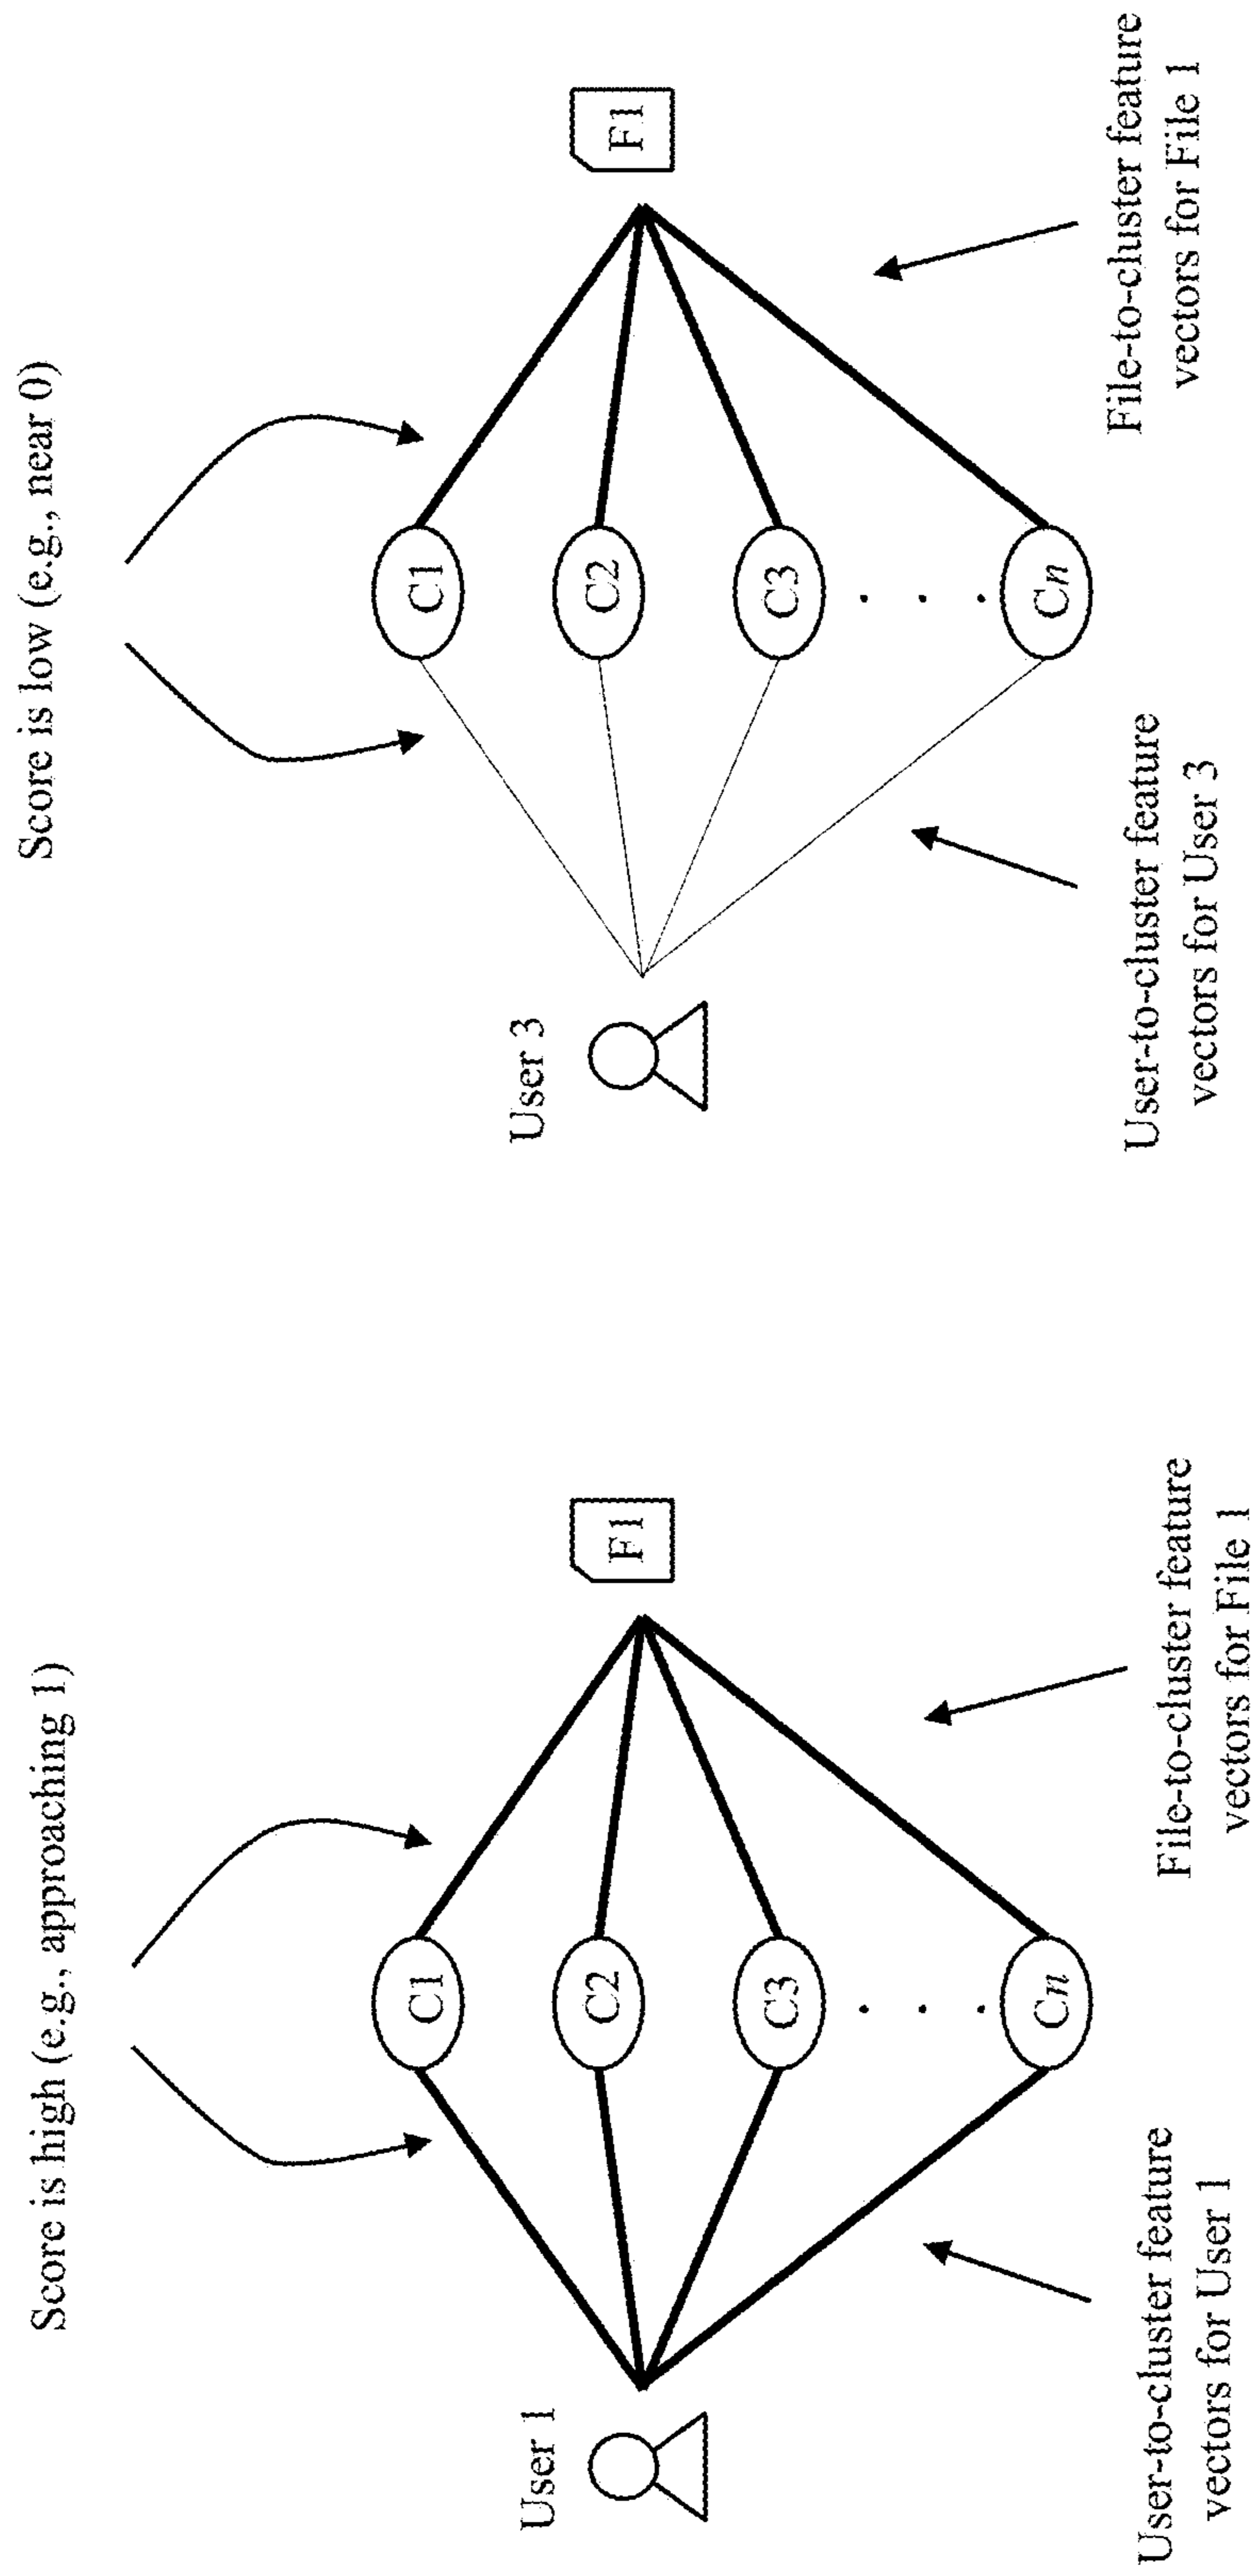 Score is high (e.g., approaching 1)
User 1
C1
C2
C3
. . .
Cn
F1
User-to-cluster feature
vectors for User 1
File-to-cluster feature
vectors for File 1
Score is low (e.g., near 0)
User 3
C1
C2
C3
. . .
Cn
F1
User-to-cluster feature
vectors for User 3
File-to-cluster feature
vectors for File 1